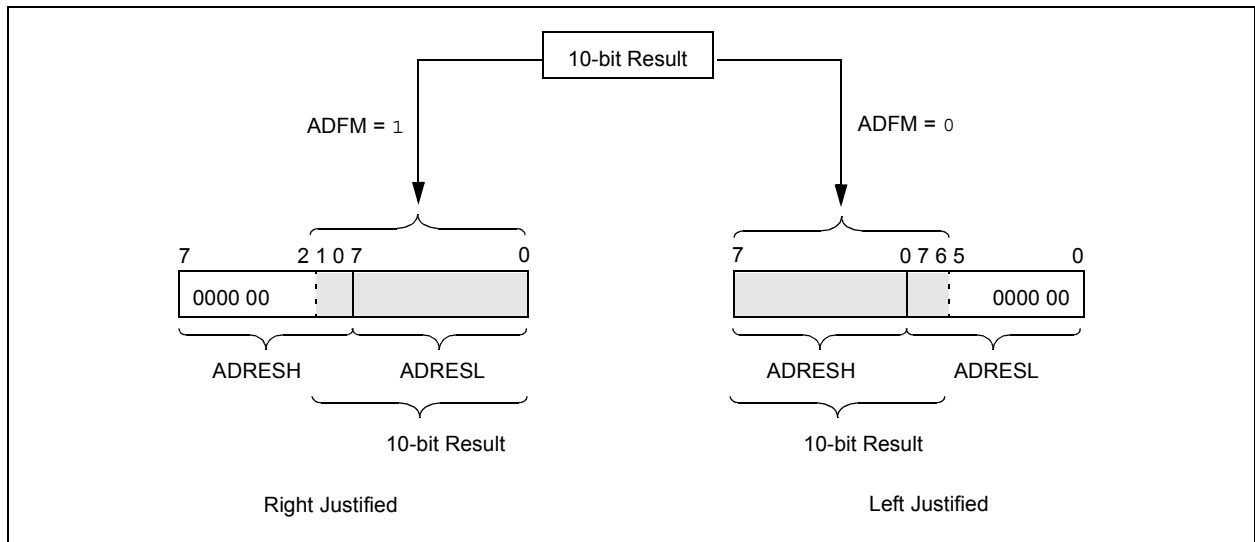 10-bit Result
ADFM = 1
ADFM = 0
7 2 1 0 7 0
7 0 7 6 5 0
0000 00
0000 00
ADRESH ADRESL
ADRESH ADRESL
10-bit Result
10-bit Result
Right Justified
Left Justified